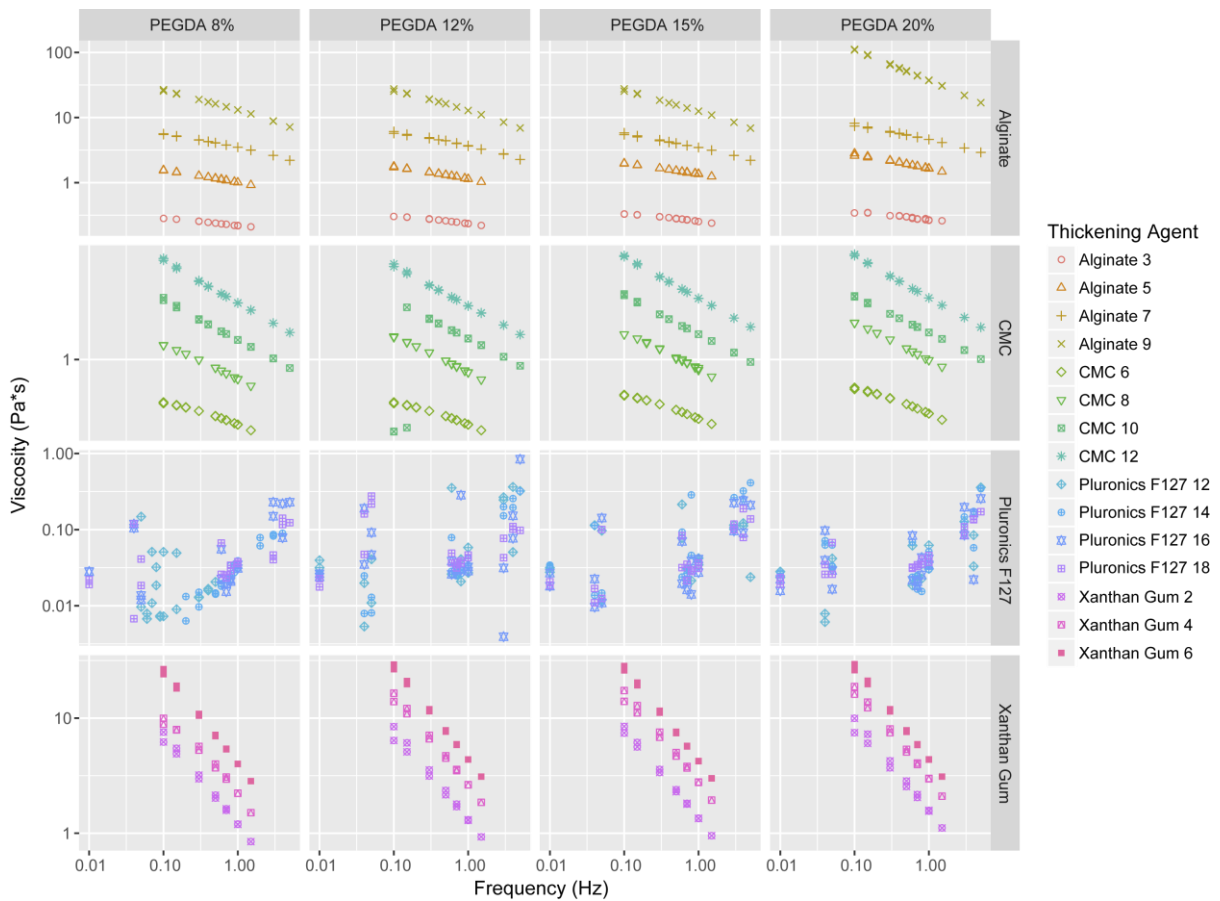 PEGDA 8% PEGDA 12% PEGDA 15% PEGDA 20%
100
10
1
Alginate
1
CMC
1.00
0.10
0.01
Pluronics F127
10
1
Xanthan Gum
Viscosity (Pa*s)
0.01 0.10 1.00 0.01 0.10 1.00 0.01 0.10 1.00 0.01 0.10 1.00
Frequency (Hz)
Thickening Agent
Alginate 3
Alginate 5
Alginate 7
Alginate 9
CMC 6
CMC 8
CMC 10
CMC 12
Pluronics F127 12
Pluronics F127 14
Pluronics F127 16
Pluronics F127 18
Xanthan Gum 2
Xanthan Gum 4
Xanthan Gum 6